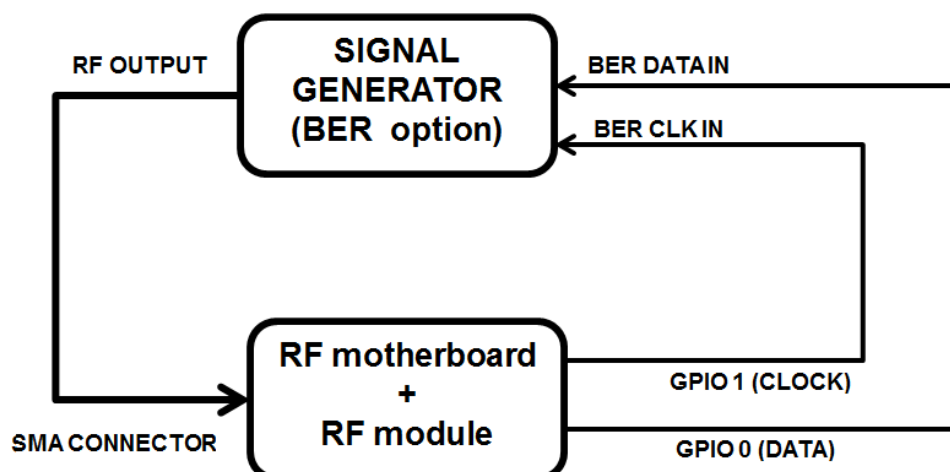 RF OUTPUT
SIGNAL
GENERATOR
(BER option)
BER DATA IN
BER CLK IN
RF motherboard
+
RF module
SMA CONNECTOR
GPIO 1 (CLOCK)
GPIO 0 (DATA)